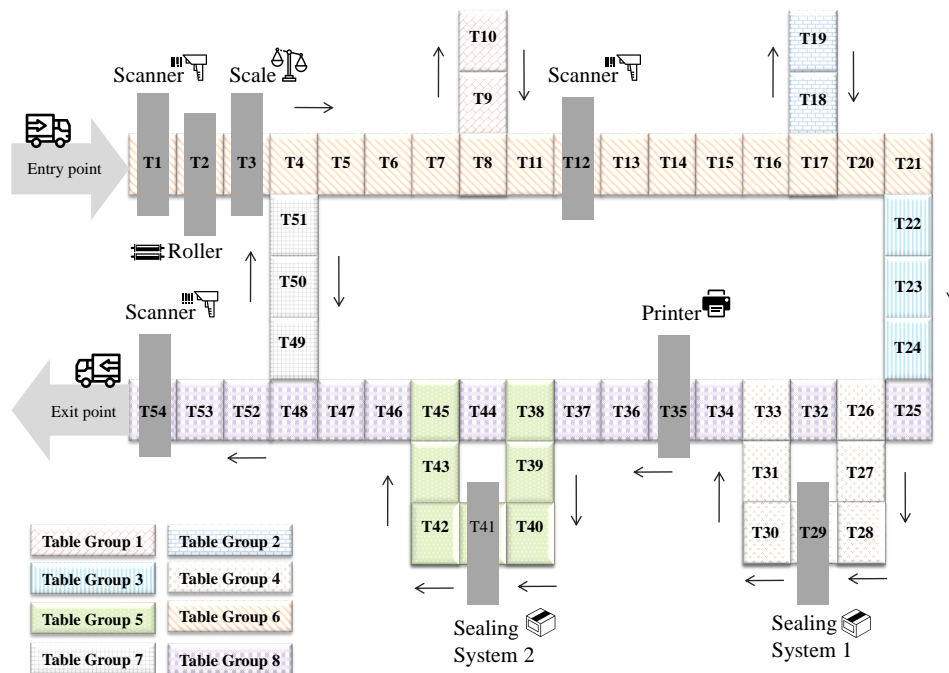 T10
T19
Scanner
Scale
T9
T18
Entry point
T1
T2
T3
T4
T5
T6
T7
T8
T11
T12
T13
T14
T15
T16
T17
T20
T21
T51
T22
Roller
T50
T23
Scanner
Printer
T49
T24
Exit point
T54
T53
T52
T48
T47
T46
T45
T44
T38
T37
T36
T35
T34
T33
T32
T26
T25
T43
T39
T31
T27
T42
T41
T40
T30
T29
T28
Table Group 1
Table Group 2
Table Group 3
Table Group 4
Table Group 5
Table Group 6
Table Group 7
Table Group 8
Sealing
System 2
Sealing
System 1